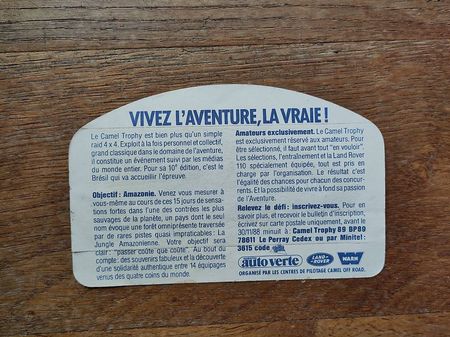 VIVEZ L'AVENTURE, LA VRAIE !
Le Camel Trophy est bien plus qu'un simple
raid 4 x 4. Exploit à la fois personnel et collectif,
grand classique dans le domaine de l'aventure,
il constitue un événement suivi par les médias
du monde entier. Pour sa 10e édition, c'est le
Brésil qui va accueillir l'épreuve.
Objectif : Amazonie. Venez vous mesurer à
vous-même au cours de ces 15 jours de sensa-
tions fortes dans l'une des contrées les plus
sauvages de la planète, un pays dont le seul
nom évoque une forêt omniprésente traversée
par de rares pistes quasi impraticables : La
Jungle Amazonienne. Votre objectif sera
clair : "passer coûte que coûte". Au bout du
compte : des souvenirs fabuleux et la découverte
d'une solidarité authentique entre 14 équipages
venus des quatre coins du monde.
Amateurs exclusivement. Le Camel Trophy
est exclusivement réservé aux amateurs. Pour
être sélectionné, il faut avant tout "en vouloir".
Les sélections, l'entraînement et la Land Rover
110 spécialement équipée, tout est pris en
charge par l'organisation. Le résultat c'est
l'égalité des chances pour chacun des concur-
rents. Et la possibilité de vivre à fond sa passion
de l'Aventure.
Relevez le défi : inscrivez-vous. Pour en
savoir plus, et recevoir le bulletin d'inscription,
écrivez sur carte postale uniquement, avant le
30/11/88 minuit à : Camel Trophy 89 BP89
78611 Le Perray Cedex ou par Minitel :
3615 code
auto verte LAND ROVER WARN
ORGANISÉ PAR LES CENTRES DE PILOTAGE CAMEL OFF ROAD.